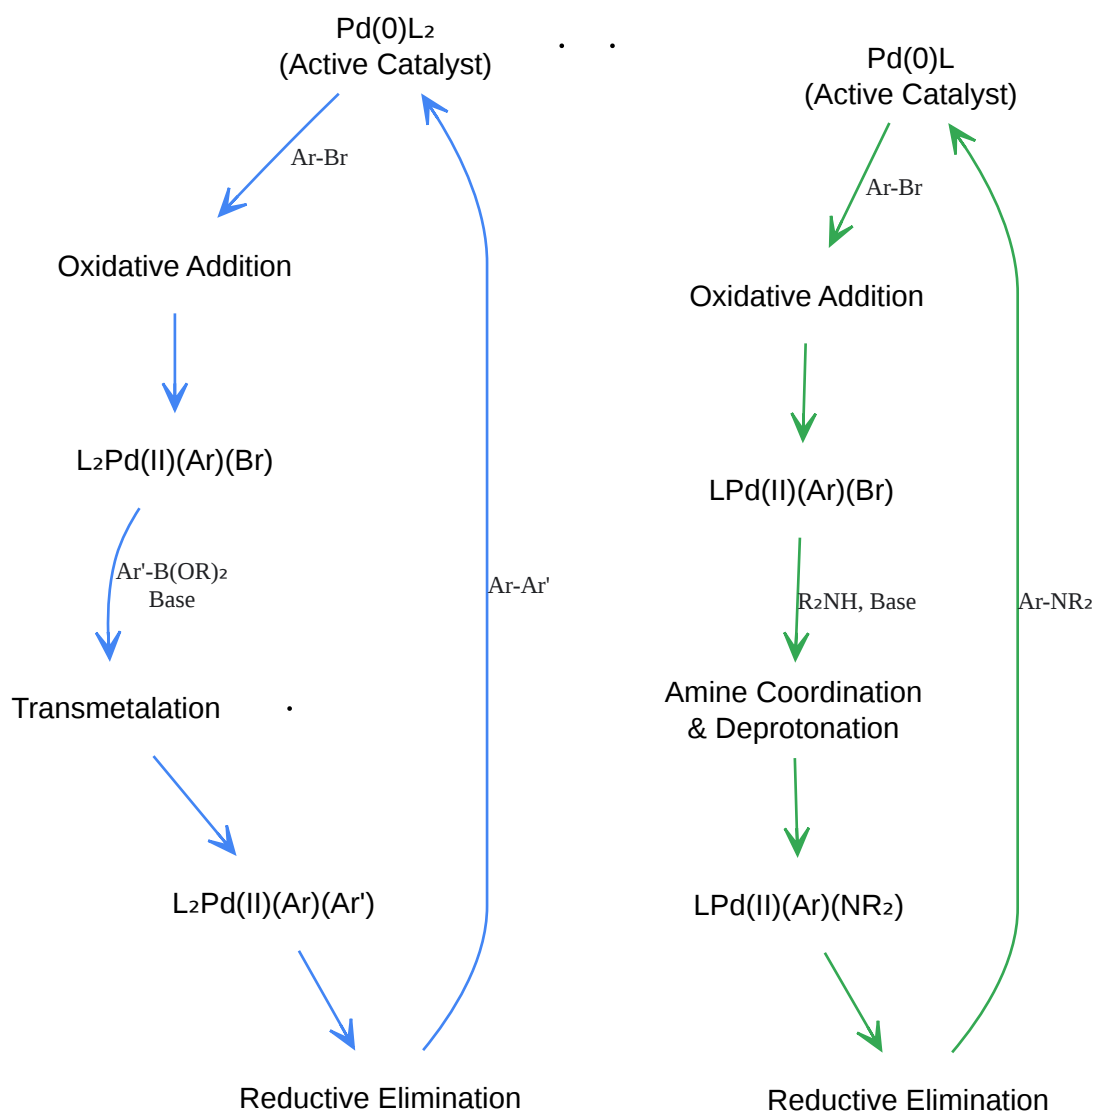 Pd(0)L₂
(Active Catalyst)
Ar-Br
Oxidative Addition
L₂Pd(II)(Ar)(Br)
Ar'-B(OR)₂
Base
Transmetalation
L₂Pd(II)(Ar)(Ar')
Reductive Elimination
Ar-Ar'
Pd(0)L
(Active Catalyst)
Ar-Br
Oxidative Addition
LPd(II)(Ar)(Br)
R₂NH, Base
Amine Coordination
& Deprotonation
LPd(II)(Ar)(NR₂)
Reductive Elimination
Ar-NR₂